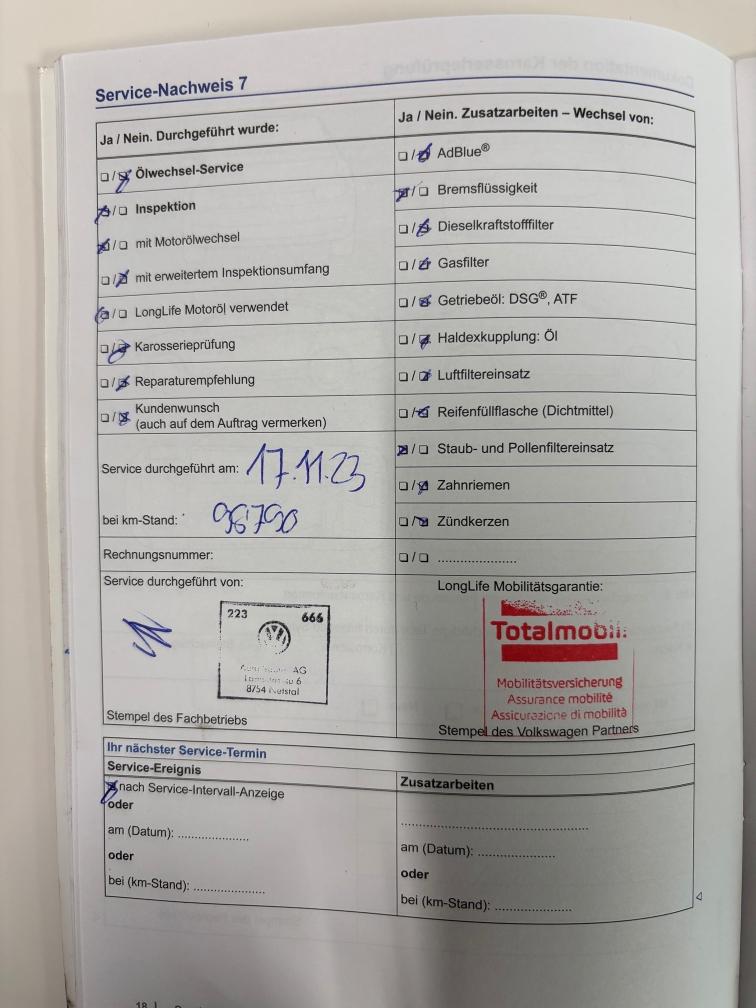 Service-Nachweis 7
Ja / Nein. Durchgeführt wurde:
☐/☒ Ölwechsel-Service
☒/☐ Inspektion
☒/☐ mit Motorölwechsel
☐/☒ mit erweitertem Inspektionsumfang
☒/☐ LongLife Motoröl verwendet
☐/☒ Karosserieprüfung
☐/☒ Reparaturempfehlung
☐/☒ Kundenwunsch
(auch auf dem Auftrag vermerken)
Service durchgeführt am: 17.11.23
bei km-Stand: 96790
Rechnungsnummer:
Service durchgeführt von:
223 666
AG
6
8754 Netstal
Stempel des Fachbetriebs
Ja / Nein. Zusatzarbeiten – Wechsel von:
☐/☒ AdBlue®
☒/☐ Bremsflüssigkeit
☐/☒ Dieselkraftstofffilter
☐/☒ Gasfilter
☐/☒ Getriebeöl: DSG®, ATF
☐/☒ Haldexkupplung: Öl
☐/☒ Luftfiltereinsatz
☐/☒ Reifenfüllflasche (Dichtmittel)
☒/☐ Staub- und Pollenfiltereinsatz
☐/☒ Zahnriemen
☐/☒ Zündkerzen
☐/☐ ......................
LongLife Mobilitätsgarantie:
Totalmobil!
Mobilitätsversicherung
Assurance mobilité
Assicurazione di mobilità
Stempel des Volkswagen Partners
Ihr nächster Service-Termin
Service-Ereignis
☒ nach Service-Intervall-Anzeige
oder
am (Datum): ....................
oder
bei (km-Stand): ....................
Zusatzarbeiten
....................................................
am (Datum): ....................
oder
bei (km-Stand): ....................
18